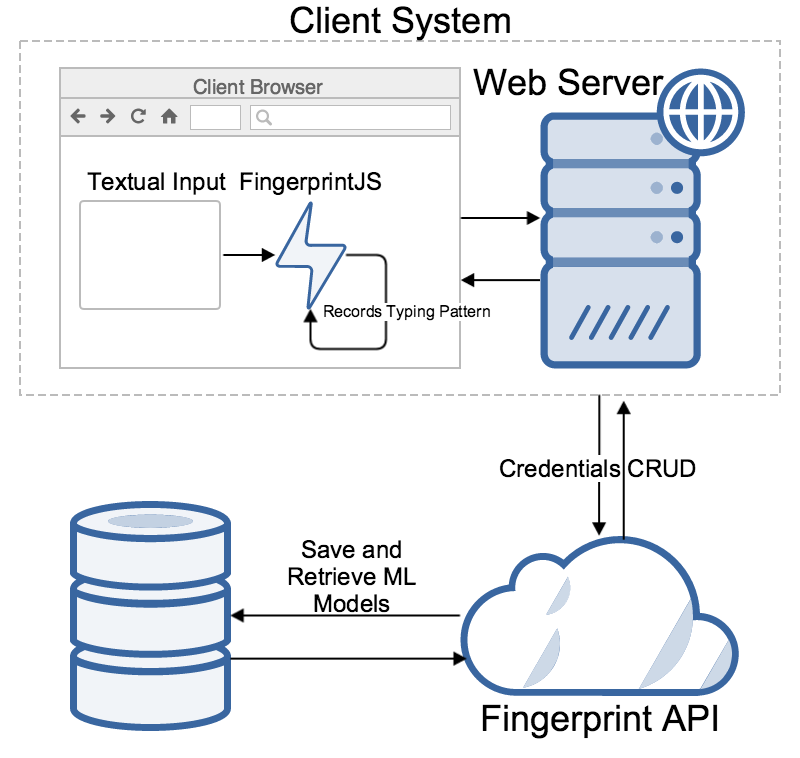 Client System
Client Browser
Web Server
Textual Input
FingerprintJS
Records Typing Pattern
Credentials CRUD
Save and
Retrieve ML
Models
Fingerprint API